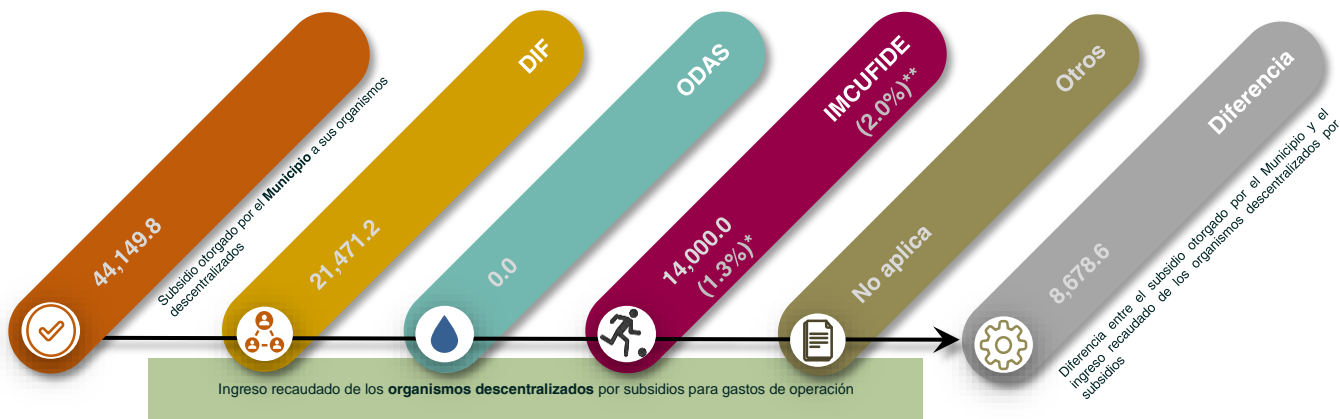 44,149.8
Subsidio otorgado por el Municipio a sus organismos
descentralizados
DIF
21,471.2
ODAS
0.0
IMCUFIDE
(2.0%)**
14,000.0
(1.3%)*
Otros
No aplica
Diferencia
8,678.6
Diferencia entre el subsidio otorgado por el Municipio y el
ingreso recaudado de los organismos descentralizados por
subsidios
Ingreso recaudado de los organismos descentralizados por subsidios para gastos de operación